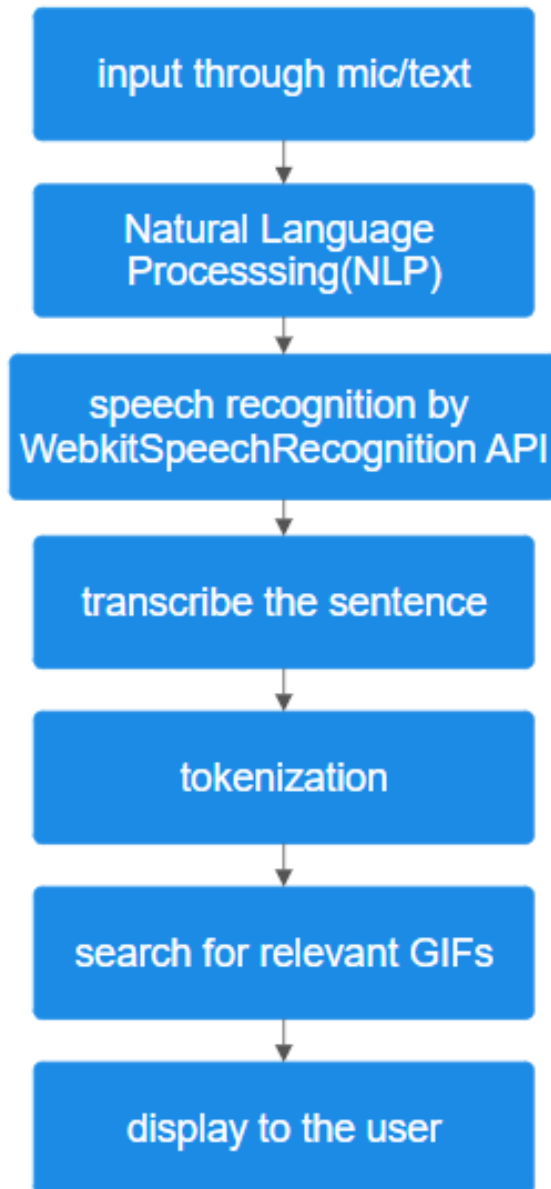 input through mic/text
Natural Language
Processsing(NLP)
speech recognition by
WebkitSpeechRecognition API
transcribe the sentence
tokenization
search for relevant GIFs
display to the user